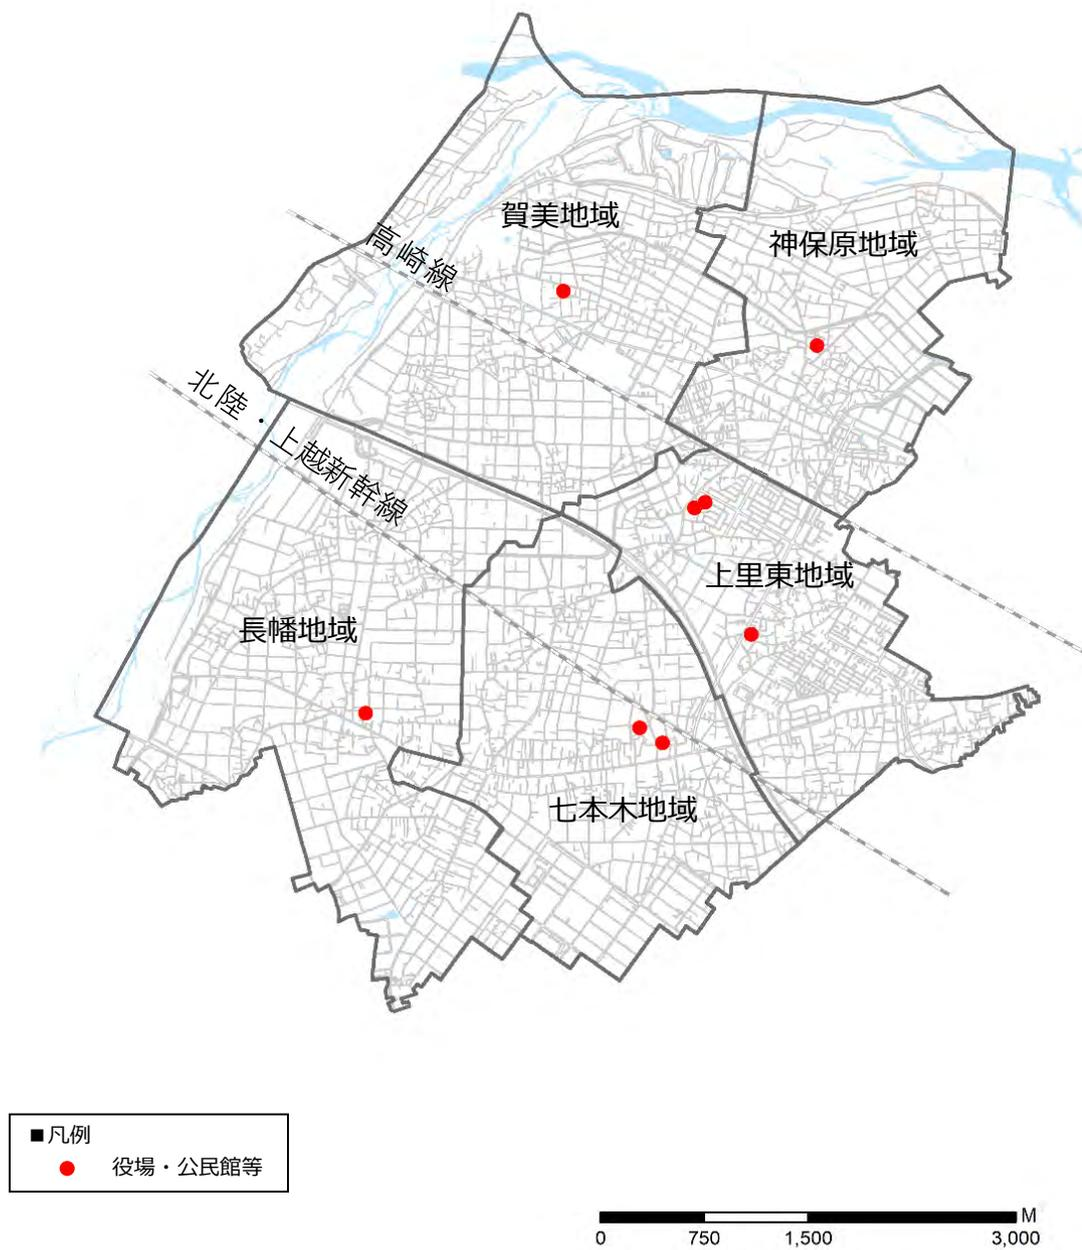 賀美地域
神保原地域
高崎線
北陸・上越新幹線
上里東地域
長幡地域
七本木地域
■凡例
役場・公民館等
M
0 750 1,500 3,000